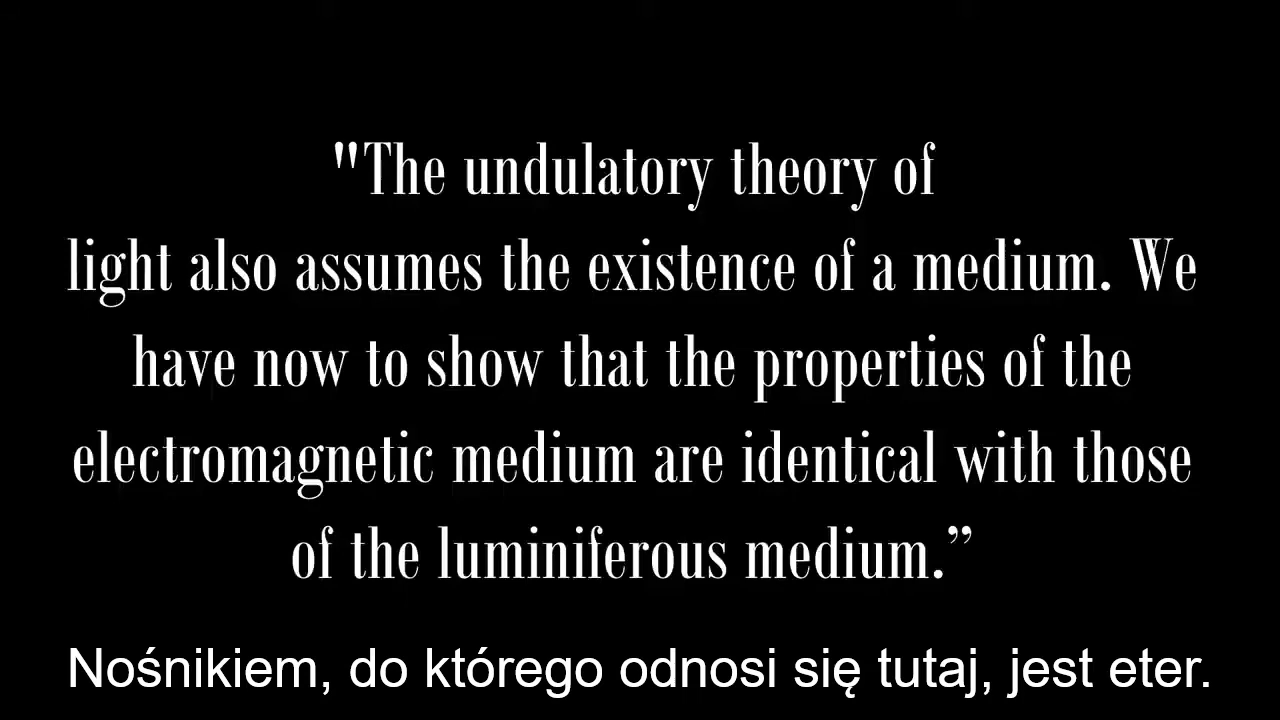 "The undulatory theory of
light also assumes the existence of a medium. We
have now to show that the properties of the
electromagnetic medium are identical with those
of the luminiferous medium.”
Nośnikiem, do którego odnosi się tutaj, jest eter.